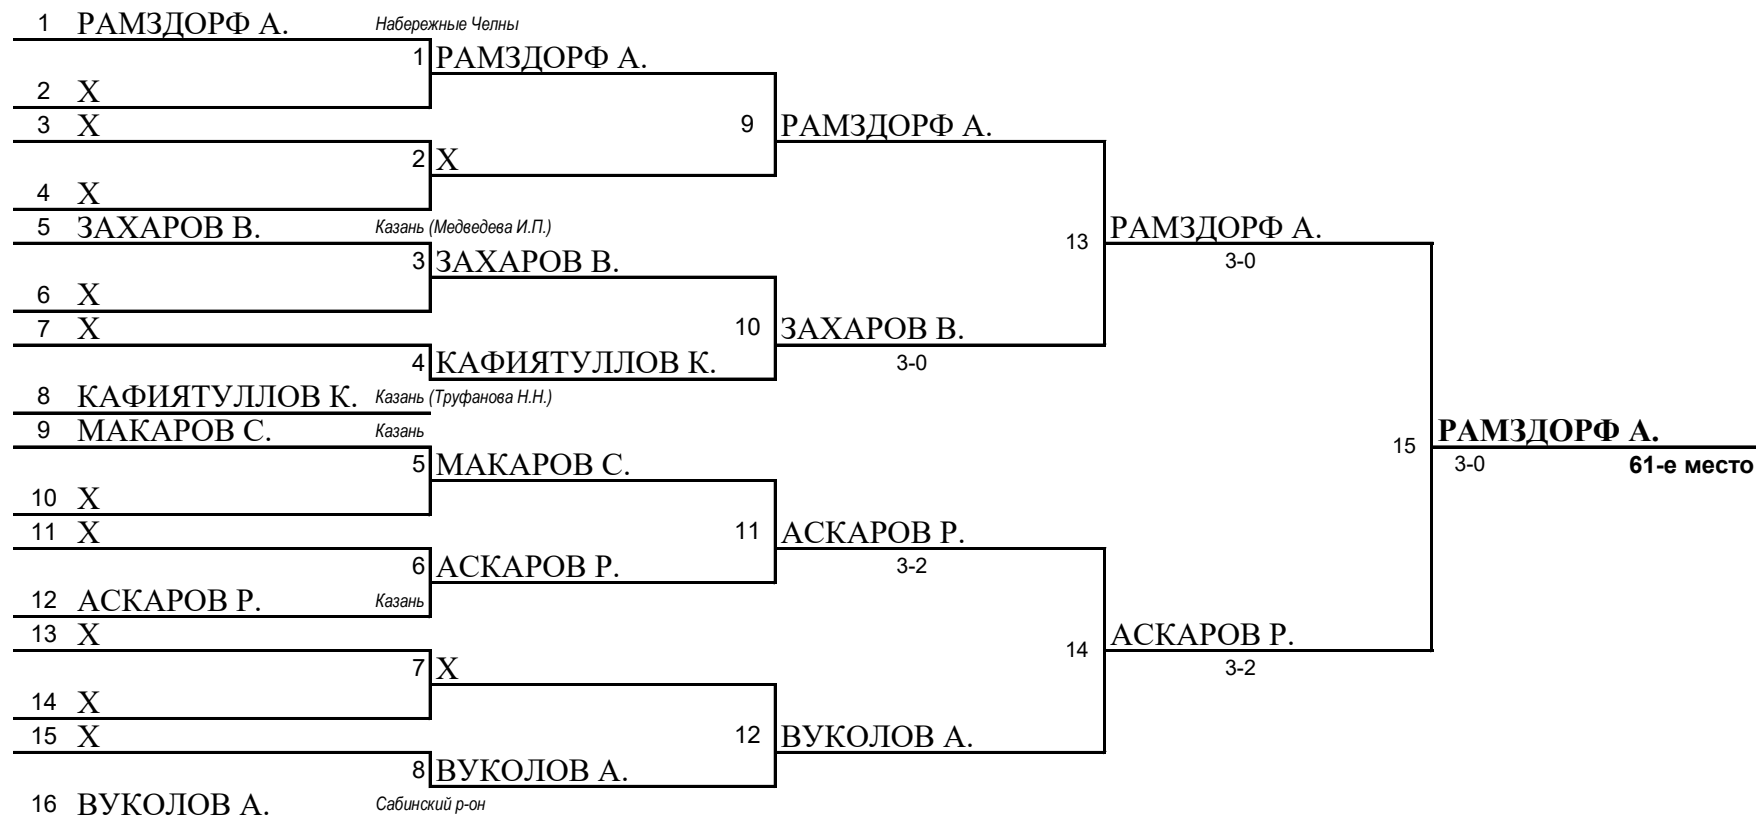 1 РАМЗДОРФ А. Набережные Челны
1 РАМЗДОРФ А.
2 Х
3 Х
9 РАМЗДОРФ А.
2 Х
4 Х
5 ЗАХАРОВ В. Казань (Медведева И.П.)
13 РАМЗДОРФ А.
3-0
3 ЗАХАРОВ В.
6 Х
7 Х
10 ЗАХАРОВ В.
3-0
4 КАФИЯТУЛЛОВ К.
8 КАФИЯТУЛЛОВ К. Казань (Труфанова Н.Н.)
9 МАКАРОВ С. Казань
15 РАМЗДОРФ А.
3-0 61-е место
5 МАКАРОВ С.
10 Х
11 Х
11 АСКАРОВ Р.
3-2
6 АСКАРОВ Р.
12 АСКАРОВ Р. Казань
13 Х
14 АСКАРОВ Р.
3-2
7 Х
14 Х
15 Х
12 ВУКОЛОВ А.
8 ВУКОЛОВ А.
16 ВУКОЛОВ А. Сабинский р-он